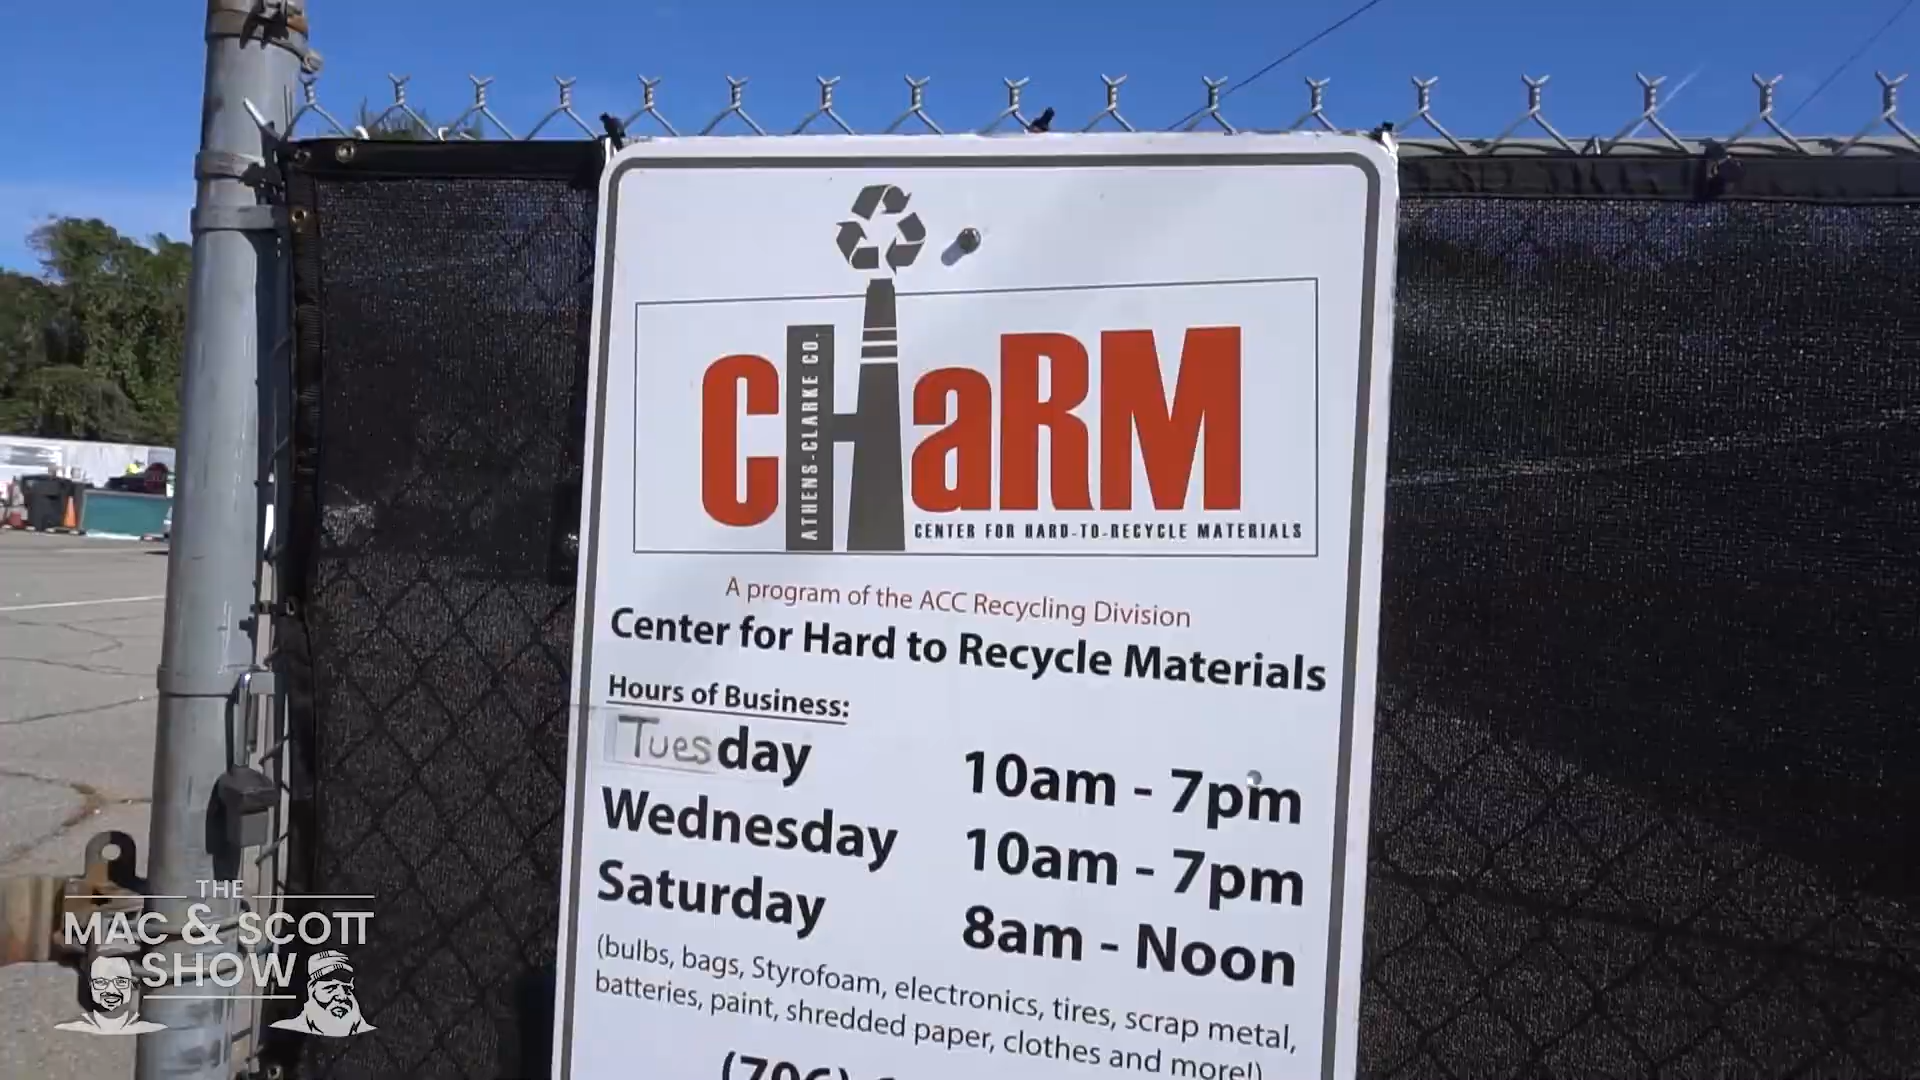 CHaRM
ATHENS-CLARKE CO.
CENTER FOR HARD-TO-RECYCLE MATERIALS
A program of the ACC Recycling Division
Center for Hard to Recycle Materials
Hours of Business:
Tuesday 10am - 7pm
Wednesday 10am - 7pm
Saturday 8am - Noon
(bulbs, bags, Styrofoam, electronics, tires, scrap metal,
batteries, paint, shredded paper, clothes and more!)
(706)
THE
MAC & SCOTT
SHOW